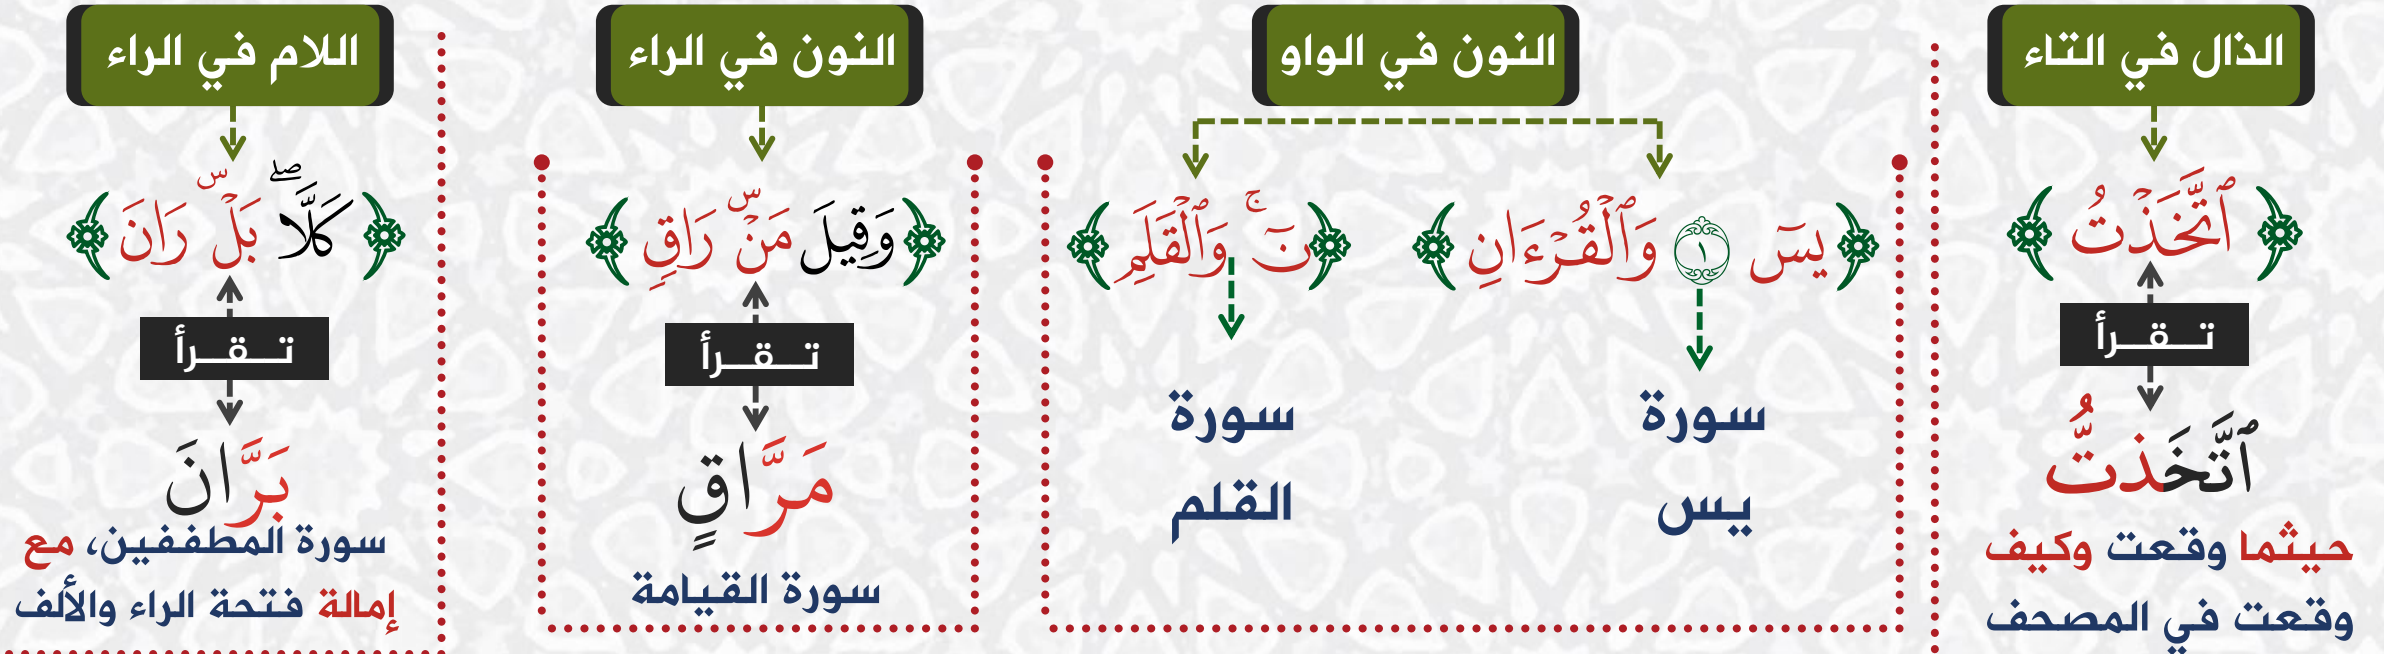 الذال في التاء
﴿ ٱتَّخَذۡتُ ﴾
تـــقـــرأ
ٱتَّخَذتُّ
حيثما وقعت وكيف
وقعت في المصحف
النون في الواو
﴿ يسٓ ١ وَٱلۡقُرۡءَانِ ﴾
سورة
يس
﴿ نٓۚ وَٱلۡقَلَمِ ﴾
سورة
القلم
النون في الراء
﴿ وَقِيلَ مَنۡۜ رَاقٖ ﴾
تـــقـــرأ
مَرَّاقٍ
سورة القيامة
اللام في الراء
﴿ كَلَّاۖ بَلۡۜ رَانَ ﴾
تـــقـــرأ
بَرَّانَ
سورة المطففين، مع
إمالة فتحة الراء والألف